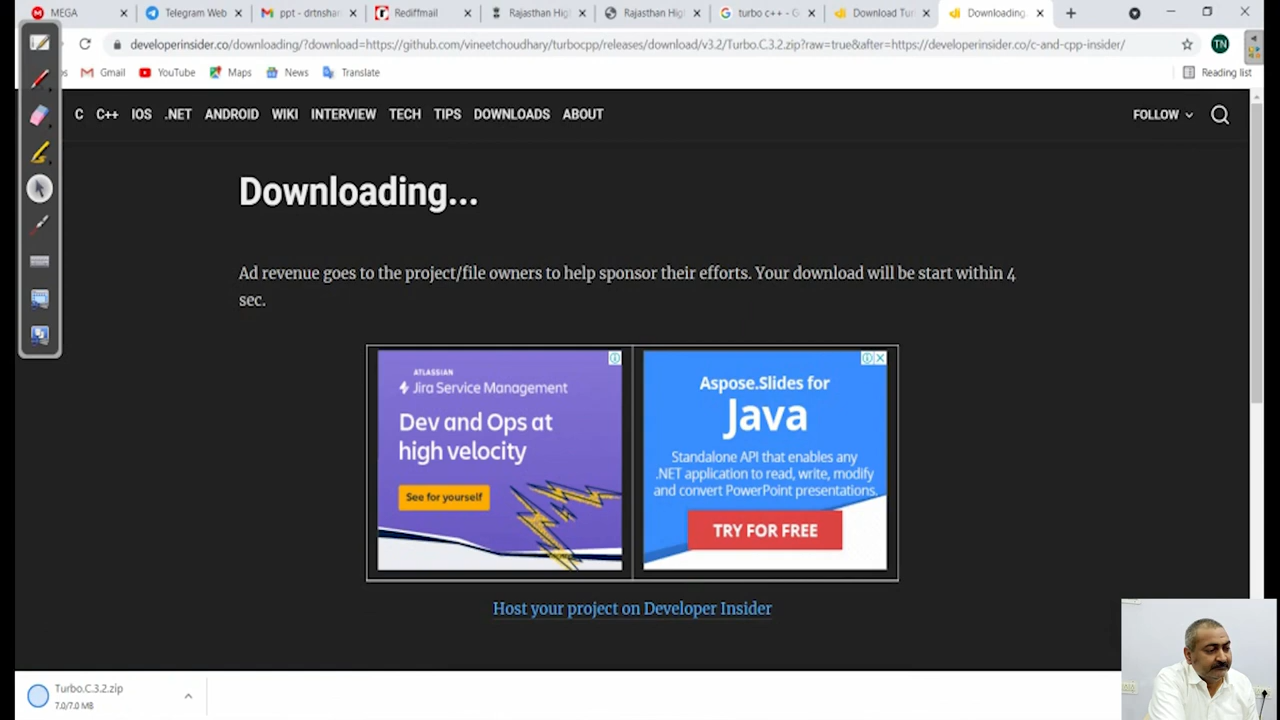 MEGA
Telegram Web
ppt - drtnshar
Rediffmail
Rajasthan Hig
Rajasthan Hig
turbo c++ - G
Download Tur
Downloading
developerinsider.co/downloading/?download=https://github.com/vineetchoudhary/turbocpp/releases/download/v3.2/Turbo.C.3.2.zip?raw=true&after=https://developerinsider.co/c-and-cpp-insider/
TN
Gmail
YouTube
Maps
News
Translate
Reading list
C C++ IOS .NET ANDROID WIKI INTERVIEW TECH TIPS DOWNLOADS ABOUT
FOLLOW
Downloading...
Ad revenue goes to the project/file owners to help sponsor their efforts. Your download will be start within 4
sec.
ATLASSIAN
Jira Service Management
Dev and Ops at
high velocity
See for yourself
Aspose.Slides for
Java
Standalone API that enables any
.NET application to read, write, modify
and convert PowerPoint presentations.
TRY FOR FREE
Host your project on Developer Insider
Turbo.C.3.2.zip
7.0/7.0 MB